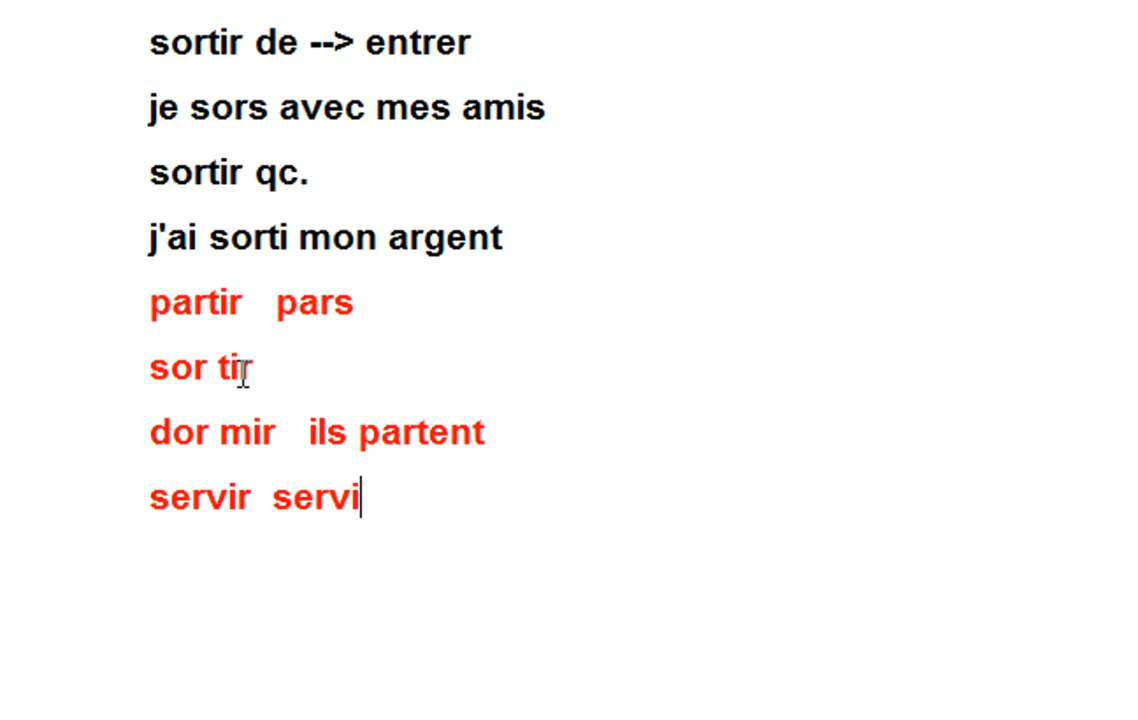 sortir de --> entrer
je sors avec mes amis
sortir qc.
j'ai sorti mon argent
partir pars
sor tir
dor mir ils partent
servir servi